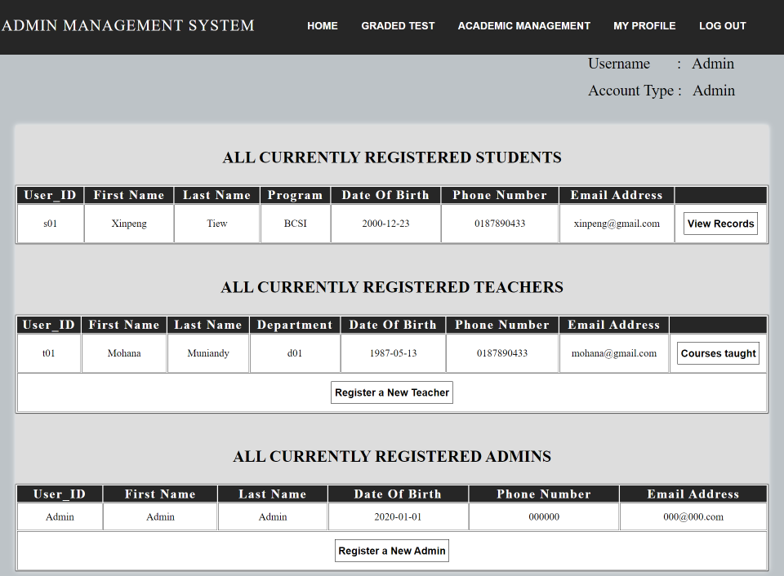 ADMIN MANAGEMENT SYSTEM HOME GRADED TEST ACADEMIC MANAGEMENT MY PROFILE LOG OUT
Username : Admin
Account Type : Admin
ALL CURRENTLY REGISTERED STUDENTS
User_ID First Name Last Name Program Date Of Birth Phone Number Email Address
s01 Xinpeng Tiew BCSI 2000-12-23 0187890433 xinpeng@gmail.com View Records
ALL CURRENTLY REGISTERED TEACHERS
User_ID First Name Last Name Department Date Of Birth Phone Number Email Address
t01 Mohana Muniandy d01 1987-05-13 0187890433 mohana@gmail.com Courses taught
Register a New Teacher
ALL CURRENTLY REGISTERED ADMINS
User_ID First Name Last Name Date Of Birth Phone Number Email Address
Admin Admin Admin 2020-01-01 000000 000@000.com
Register a New Admin